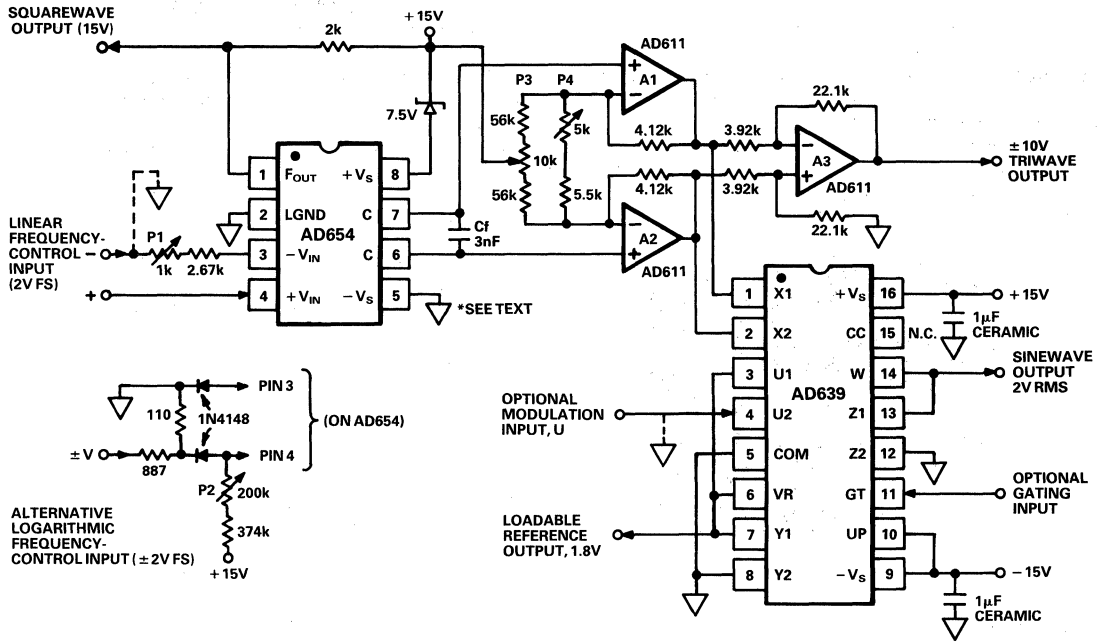 SQUAREWAVE
OUTPUT (15V)
2k
+15V
7.5V
1 FOUT
+VS 8
2 LGND
C 7
AD654
3 −VIN
C 6
4 +VIN
−VS 5
LINEAR
FREQUENCY-
CONTROL
INPUT
(2V FS)
−
+
P1
1k
2.67k
Cf
3nF
*SEE TEXT
P3
P4
56k
10k
56k
5k
5.5k
AD611
+
A1
−
4.12k
3.92k
4.12k
3.92k
−
A2
+
AD611
22.1k
−
A3
+
AD611
22.1k
±10V
TRIWAVE
OUTPUT
1 X1
+VS 16
2 X2
CC 15 N.C.
3 U1
W 14
AD639
4 U2
Z1 13
5 COM
Z2 12
6 VR
GT 11
7 Y1
UP 10
8 Y2
−VS 9
+15V
1μF
CERAMIC
SINEWAVE
OUTPUT
2V RMS
OPTIONAL
GATING
INPUT
−15V
1μF
CERAMIC
OPTIONAL
MODULATION
INPUT, U
LOADABLE
REFERENCE
OUTPUT, 1.8V
PIN 3
110
1N4148
(ON AD654)
±V
887
PIN 4
P2
200k
374k
+15V
ALTERNATIVE
LOGARITHMIC
FREQUENCY-
CONTROL INPUT (±2V FS)